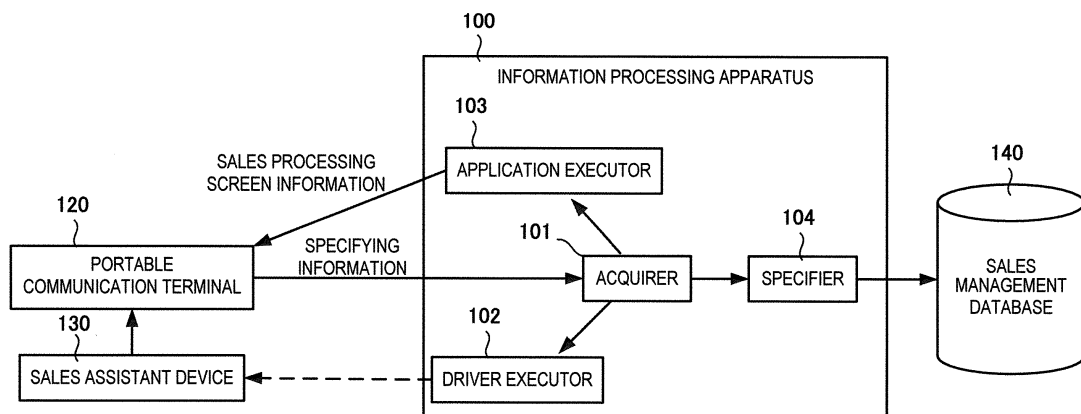 100
INFORMATION PROCESSING APPARATUS
103
APPLICATION EXECUTOR
SALES PROCESSING
SCREEN INFORMATION
140
120
PORTABLE
COMMUNICATION TERMINAL
SPECIFYING
INFORMATION
101
ACQUIRER
104
SPECIFIER
SALES
MANAGEMENT
DATABASE
130
SALES ASSISTANT DEVICE
102
DRIVER EXECUTOR